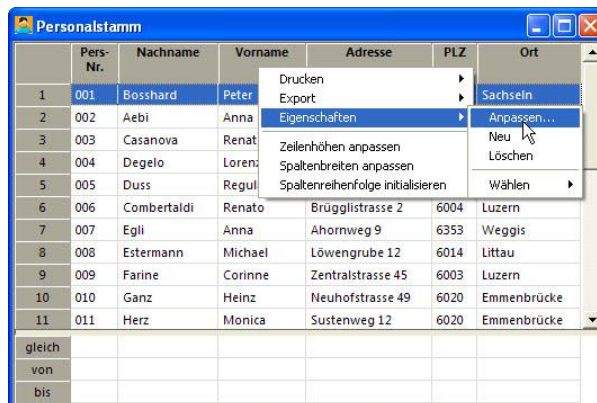 Personalstamm
Pers-Nr. Nachname Vorname Adresse PLZ Ort
1 001 Bosshard Peter Sachseln
2 002 Aebi Anna
3 003 Casanova Renat
4 004 Degelo Loren
5 005 Duss Regul
6 006 Combertaldi Renato Brügglistrasse 2 6004 Luzern
7 007 Egli Anna Ahornweg 9 6353 Weggis
8 008 Estermann Michael Löwengrube 12 6014 Littau
9 009 Farine Corinne Zentralstrasse 45 6003 Luzern
10 010 Ganz Heinz Neuhofstrasse 49 6020 Emmenbrücke
11 011 Herz Monica Sustenweg 12 6020 Emmenbrücke
gleich
von
bis
Drucken
Export
Eigenschaften
Zeilenhöhen anpassen
Spaltenbreiten anpassen
Spaltenreihenfolge initialisieren
Anpassen...
Neu
Löschen
Wählen